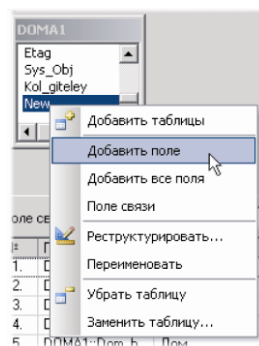 DOMA1
Etag
Sys_Obj
Kol_giteley
New
Добавить таблицы
Добавить поле
Добавить все поля
Поле связи
Реструктурировать...
Переименовать
Убрать таблицу
Заменить таблицу...
оле св
1.
2.
3.
4.
5. DOMA1::Dom_b Дом